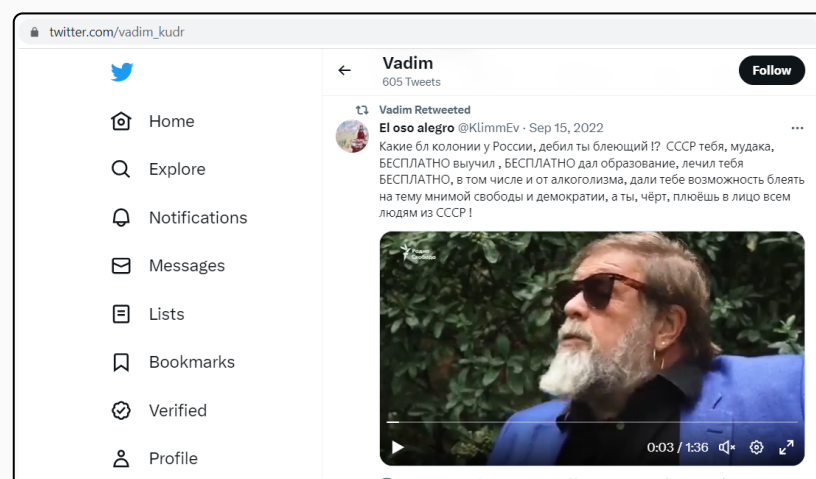 twitter.com/vadim_kudr
Vadim
605 Tweets
Follow
Home
Explore
Notifications
Messages
Lists
Bookmarks
Verified
Profile
Vadim Retweeted
El oso alegro @KlimmEv · Sep 15, 2022
Какие бл колонии у России, дебил ты блеющий !? СССР тебя, мудака,
БЕСПЛАТНО выучил , БЕСПЛАТНО дал образование, лечил тебя
БЕСПЛАТНО, в том числе и от алкоголизма, дали тебе возможность блеять
на тему мнимой свободы и демократии, а ты, чёрт, плюёшь в лицо всем
людям из СССР !
Радио
Свобода
0:03 / 1:36